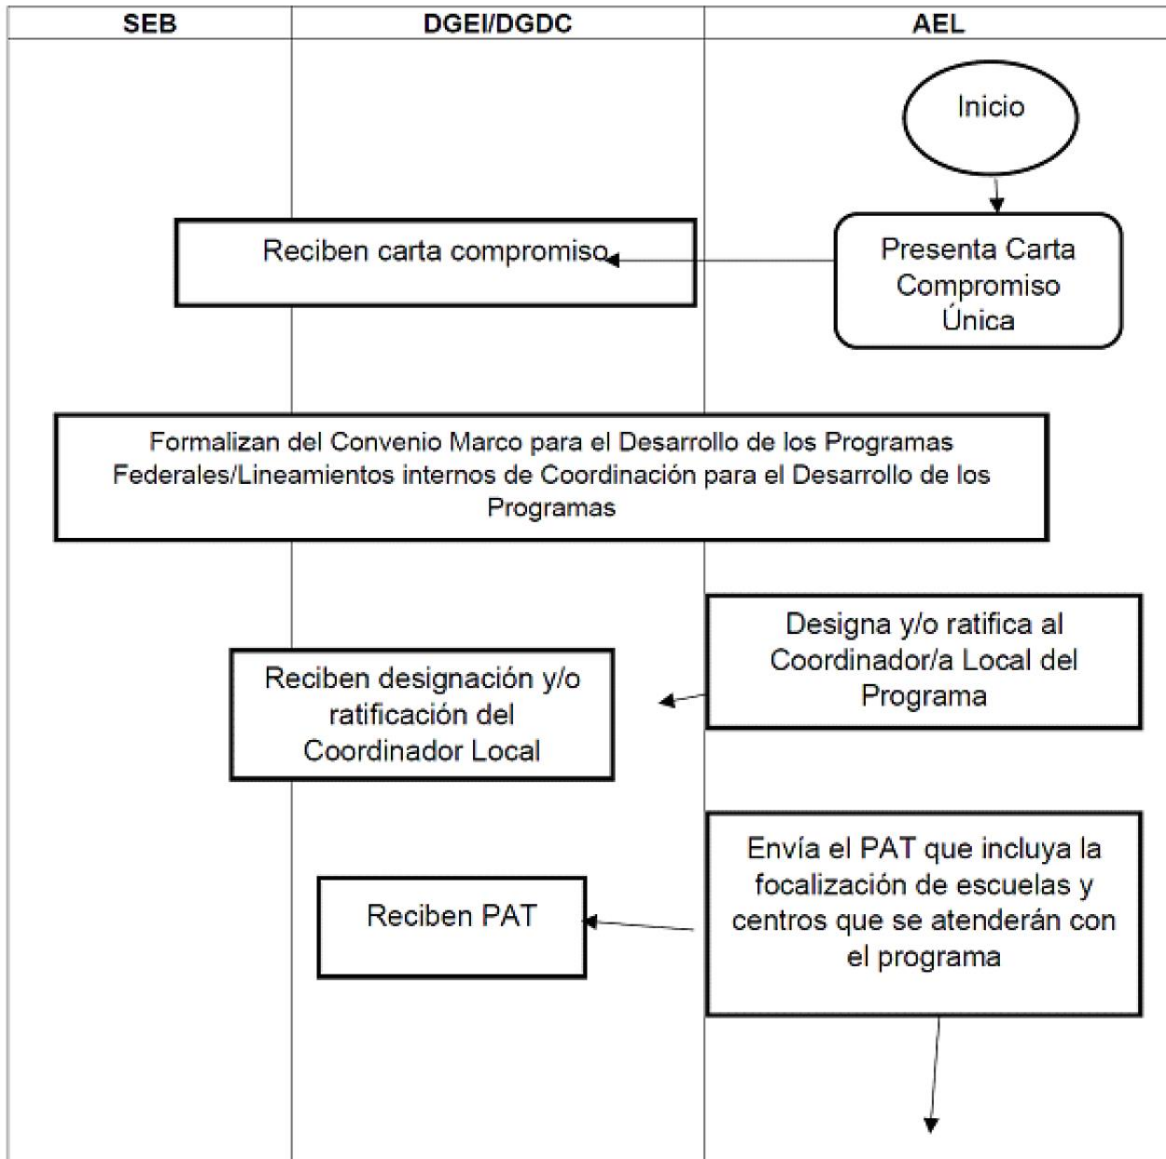 SEB DGEI/DGDC AEL
Inicio
Reciben carta compromiso
Presenta Carta
Compromiso
Única
Formalizan del Convenio Marco para el Desarrollo de los Programas
Federales/Lineamientos internos de Coordinación para el Desarrollo de los
Programas
Designa y/o ratifica al
Coordinador/a Local del
Programa
Reciben designación y/o
ratificación del
Coordinador Local
Envía el PAT que incluya la
focalización de escuelas y
centros que se atenderán con
el programa
Reciben PAT